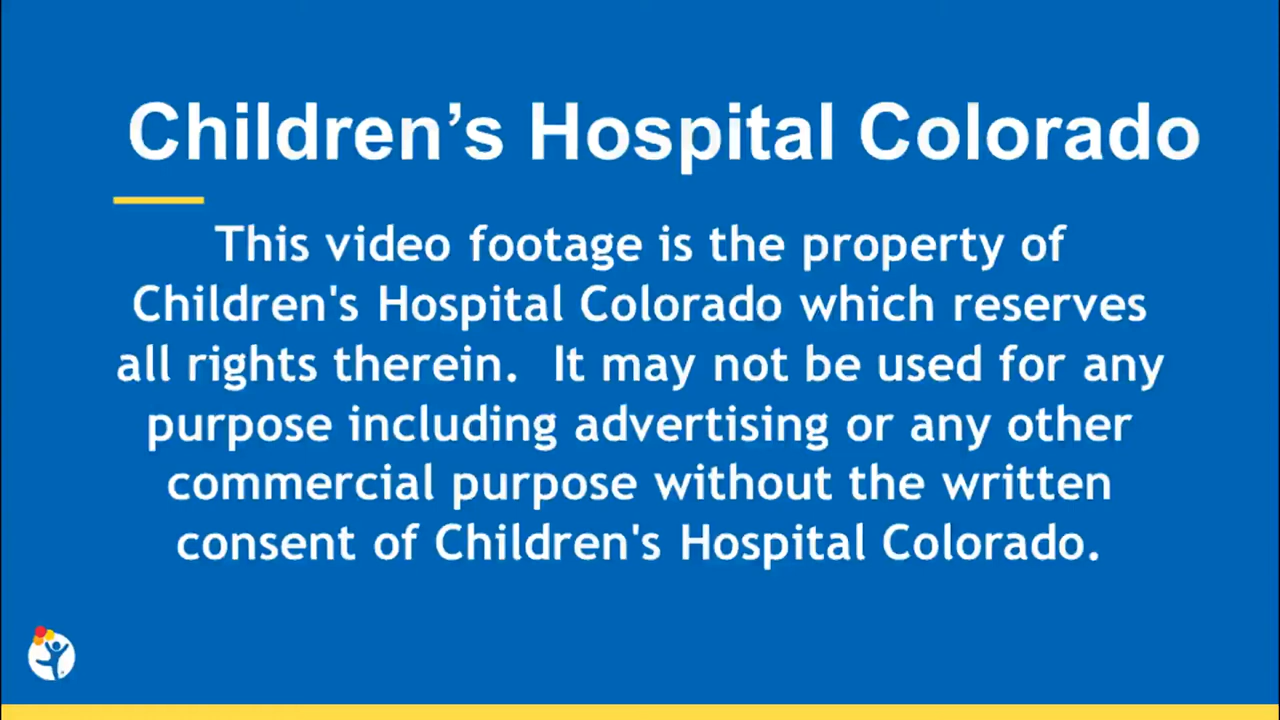 Children’s Hospital Colorado
This video footage is the property of
Children's Hospital Colorado which reserves
all rights therein.  It may not be used for any
purpose including advertising or any other
commercial purpose without the written
consent of Children's Hospital Colorado.